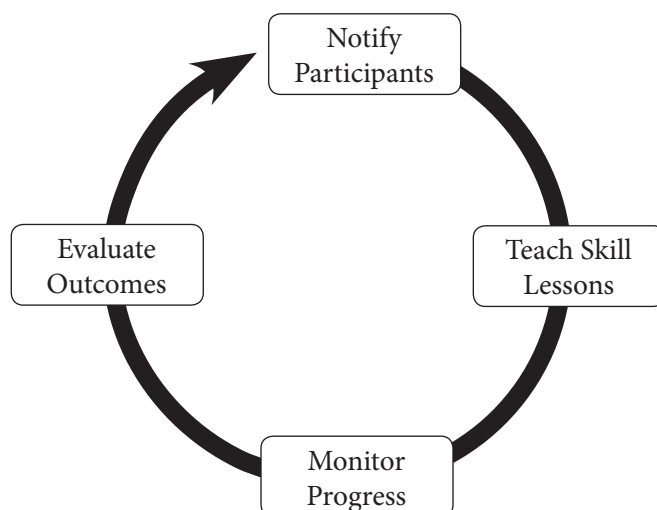 Notify
Participants
Teach Skill
Lessons
Monitor
Progress
Evaluate
Outcomes